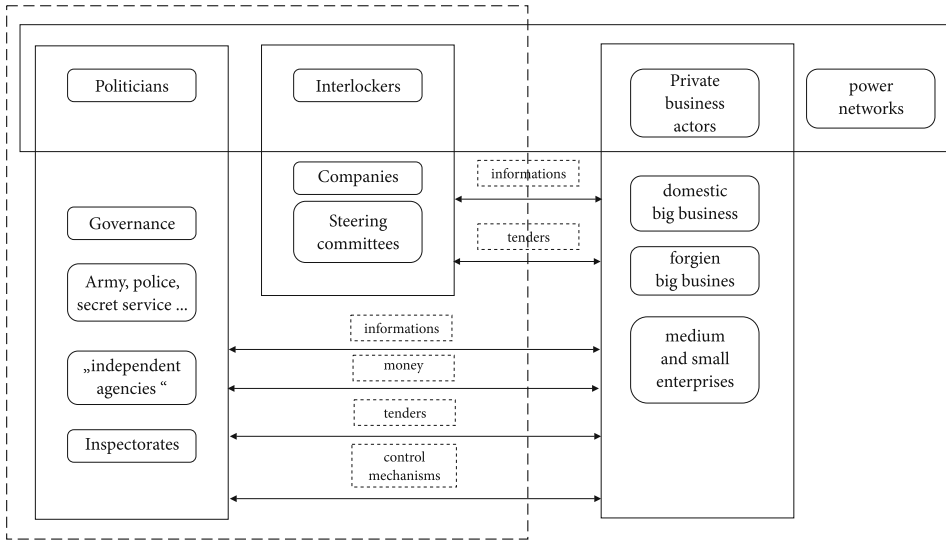 Politicians
Interlockers
Private
business
actors
power
networks
Companies
Steering
committees
informations
tenders
domestic
big business
forgien
big busines
medium
and small
enterprises
Governance
Army, police,
secret service ...
„independent
agencies “
Inspectorates
informations
money
tenders
control
mechanisms